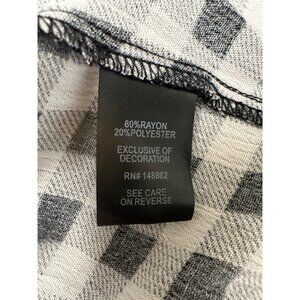 80%RAYON
20%POLYESTER
EXCLUSIVE OF
DECORATION
RN# 148862
SEE CARE
ON REVERSE